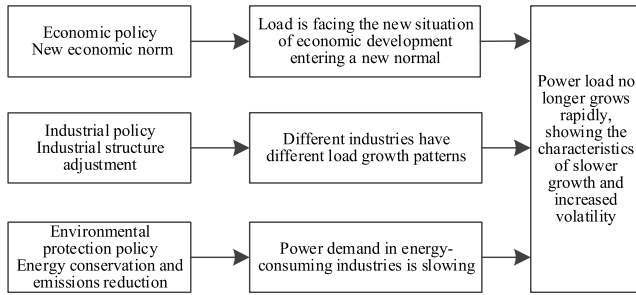 Economic policy
New economic norm
Load is facing the new situation
of economic development
entering a new normal
Industrial policy
Industrial structure
adjustment
Different industries have
different load growth patterns
Environmental
protection policy
Energy conservation and
emissions reduction
Power demand in energy-
consuming industries is slowing
Power load no
longer grows
rapidly,
showing the
characteristics
of slower
growth and
increased
volatility